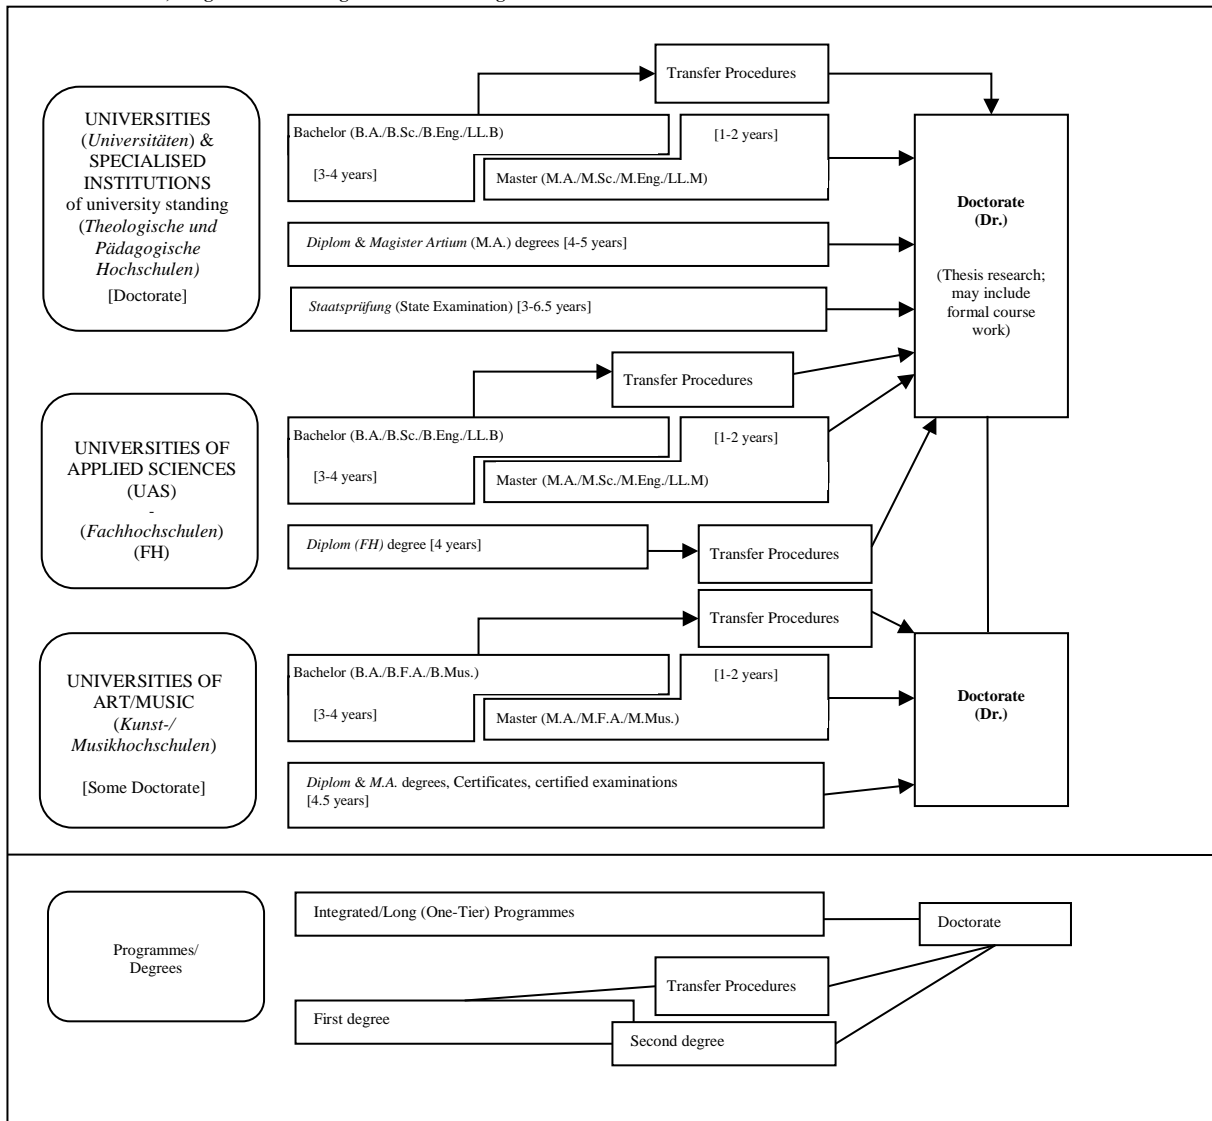 Transfer Procedures
UNIVERSITIES
(Universitäten) &
SPECIALISED
INSTITUTIONS
of university standing
(Theologische und
Pädagogische
Hochschulen)
[Doctorate]
Bachelor (B.A./B.Sc./B.Eng./LL.B)
[3-4 years]
[1-2 years]
Master (M.A./M.Sc./M.Eng./LL.M)
Diplom & Magister Artium (M.A.) degrees [4-5 years]
Staatsprüfung (State Examination) [3-6.5 years]
Doctorate
(Dr.)
(Thesis research;
may include
formal course
work)
Transfer Procedures
UNIVERSITIES OF
APPLIED SCIENCES
(UAS)
-
(Fachhochschulen)
(FH)
Bachelor (B.A./B.Sc./B.Eng./LL.B)
[3-4 years]
[1-2 years]
Master (M.A./M.Sc./M.Eng./LL.M)
Diplom (FH) degree [4 years]
Transfer Procedures
Transfer Procedures
UNIVERSITIES OF
ART/MUSIC
(Kunst-/
Musikhochschulen)
[Some Doctorate]
Bachelor (B.A./B.F.A./B.Mus.)
[3-4 years]
[1-2 years]
Master (M.A./M.F.A./M.Mus.)
Diplom & M.A. degrees, Certificates, certified examinations
[4.5 years]
Doctorate
(Dr.)
Programmes/
Degrees
Integrated/Long (One-Tier) Programmes
Doctorate
Transfer Procedures
First degree
Second degree